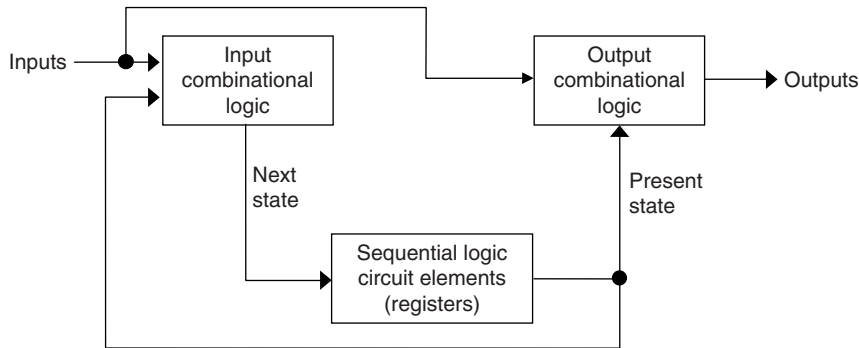 Inputs
Input
combinational
logic
Output
combinational
logic
Outputs
Next
state
Present
state
Sequential logic
circuit elements
(registers)